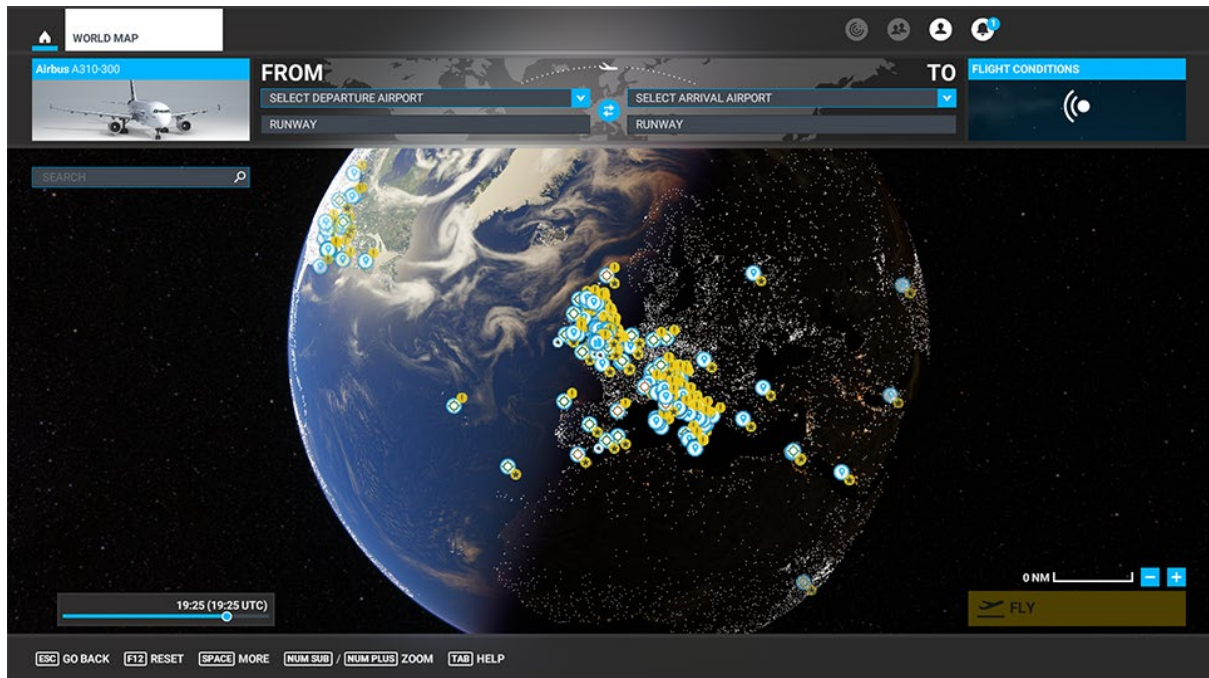 WORLD MAP
1
Airbus A310-300
FROM
TO
FLIGHT CONDITIONS
SELECT DEPARTURE AIRPORT
SELECT ARRIVAL AIRPORT
RUNWAY
RUNWAY
SEARCH
0 NM
19:25 (19:25 UTC)
FLY
ESC GO BACK F12 RESET SPACE MORE NUM SUB / NUM PLUS ZOOM TAB HELP